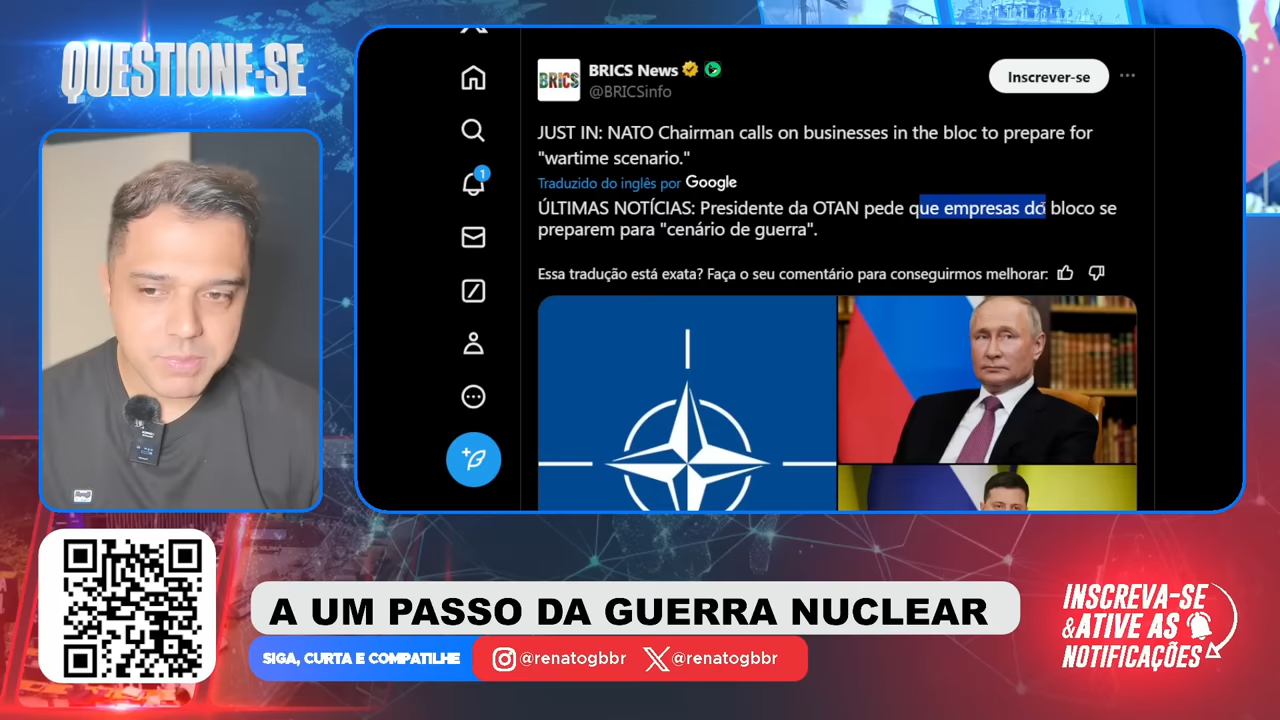 QUESTIONE-SE
BRICS
BRICS News
@BRICSinfo
Inscrever-se
JUST IN: NATO Chairman calls on businesses in the bloc to prepare for
"wartime scenario."
Traduzido do inglês por Google
ÚLTIMAS NOTÍCIAS: Presidente da OTAN pede que empresas do bloco se
preparem para "cenário de guerra".
Essa tradução está exata? Faça o seu comentário para conseguirmos melhorar:
1
A UM PASSO DA GUERRA NUCLEAR
SIGA, CURTA E COMPATILHE
@renatogbbr
@renatogbbr
INSCREVA-SE
&ATIVE AS
NOTIFICAÇÕES